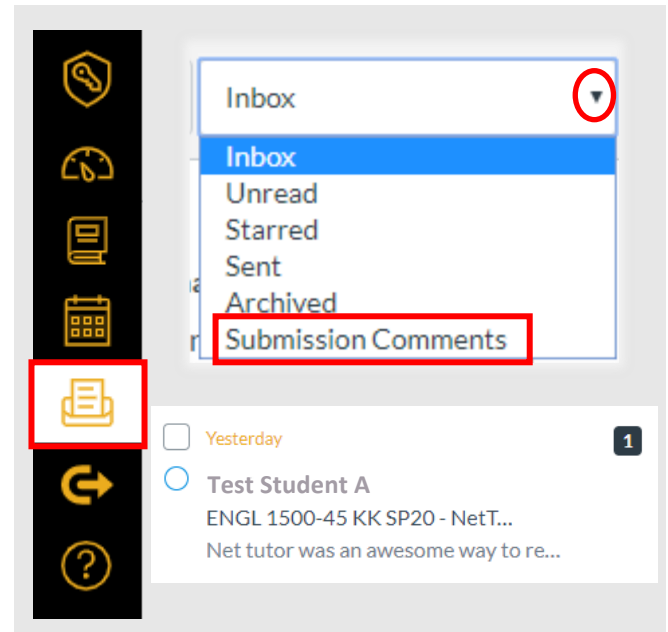 Inbox
Inbox
Unread
Starred
Sent
Archived
Submission Comments
Yesterday
1
Test Student A
ENGL 1500-45 KK SP20 - NetT...
Net tutor was an awesome way to re...